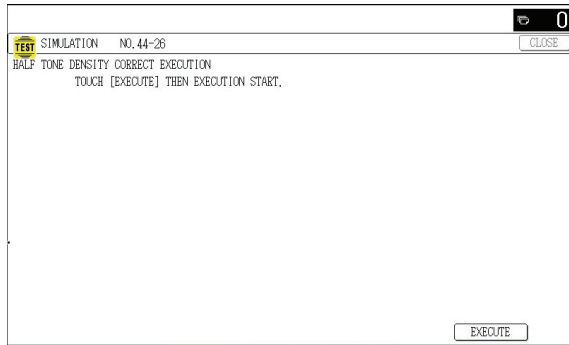 0
TEST SIMULATION NO.44-26 CLOSE
HALF TONE DENSITY CORRECT EXECUTION
TOUCH [EXECUTE] THEN EXECUTION START.
EXECUTE